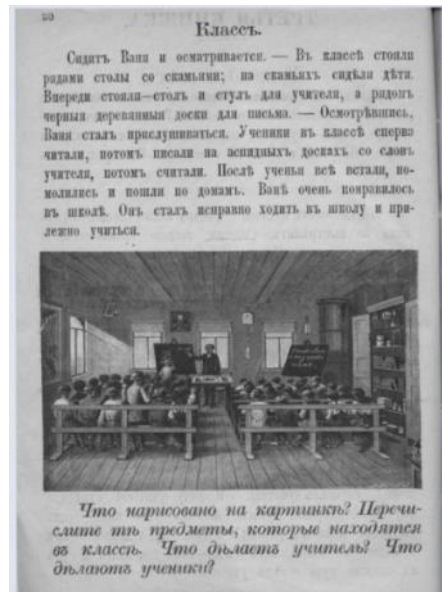 Классъ.
Сидитъ Ваня и осматривается. — Въ классѣ стояли
рядами столы со скамьями; на скамьяхъ сидѣли дѣти.
Впереди стояли—столъ и стулъ для учителя, а рядомъ
черныя деревянныя доски для письма. — Осмотрѣвшись,
Ваня сталъ прислушиваться. Ученики въ классѣ сперва
читали, потомъ писали на аспидныхъ доскахъ со словъ
учителя, потомъ считали. Послѣ ученья всѣ встали, по-
молились и пошли по домамъ. Ванѣ очень понравилось
въ школѣ. Онъ сталъ исправно ходить въ школу и при-
лежно учиться.
Что нарисовано на картинкѣ? Перечи-
слите тѣ предметы, которые находятся
въ классѣ. Что дѣлаетъ учитель? Что
дѣлаютъ ученики?